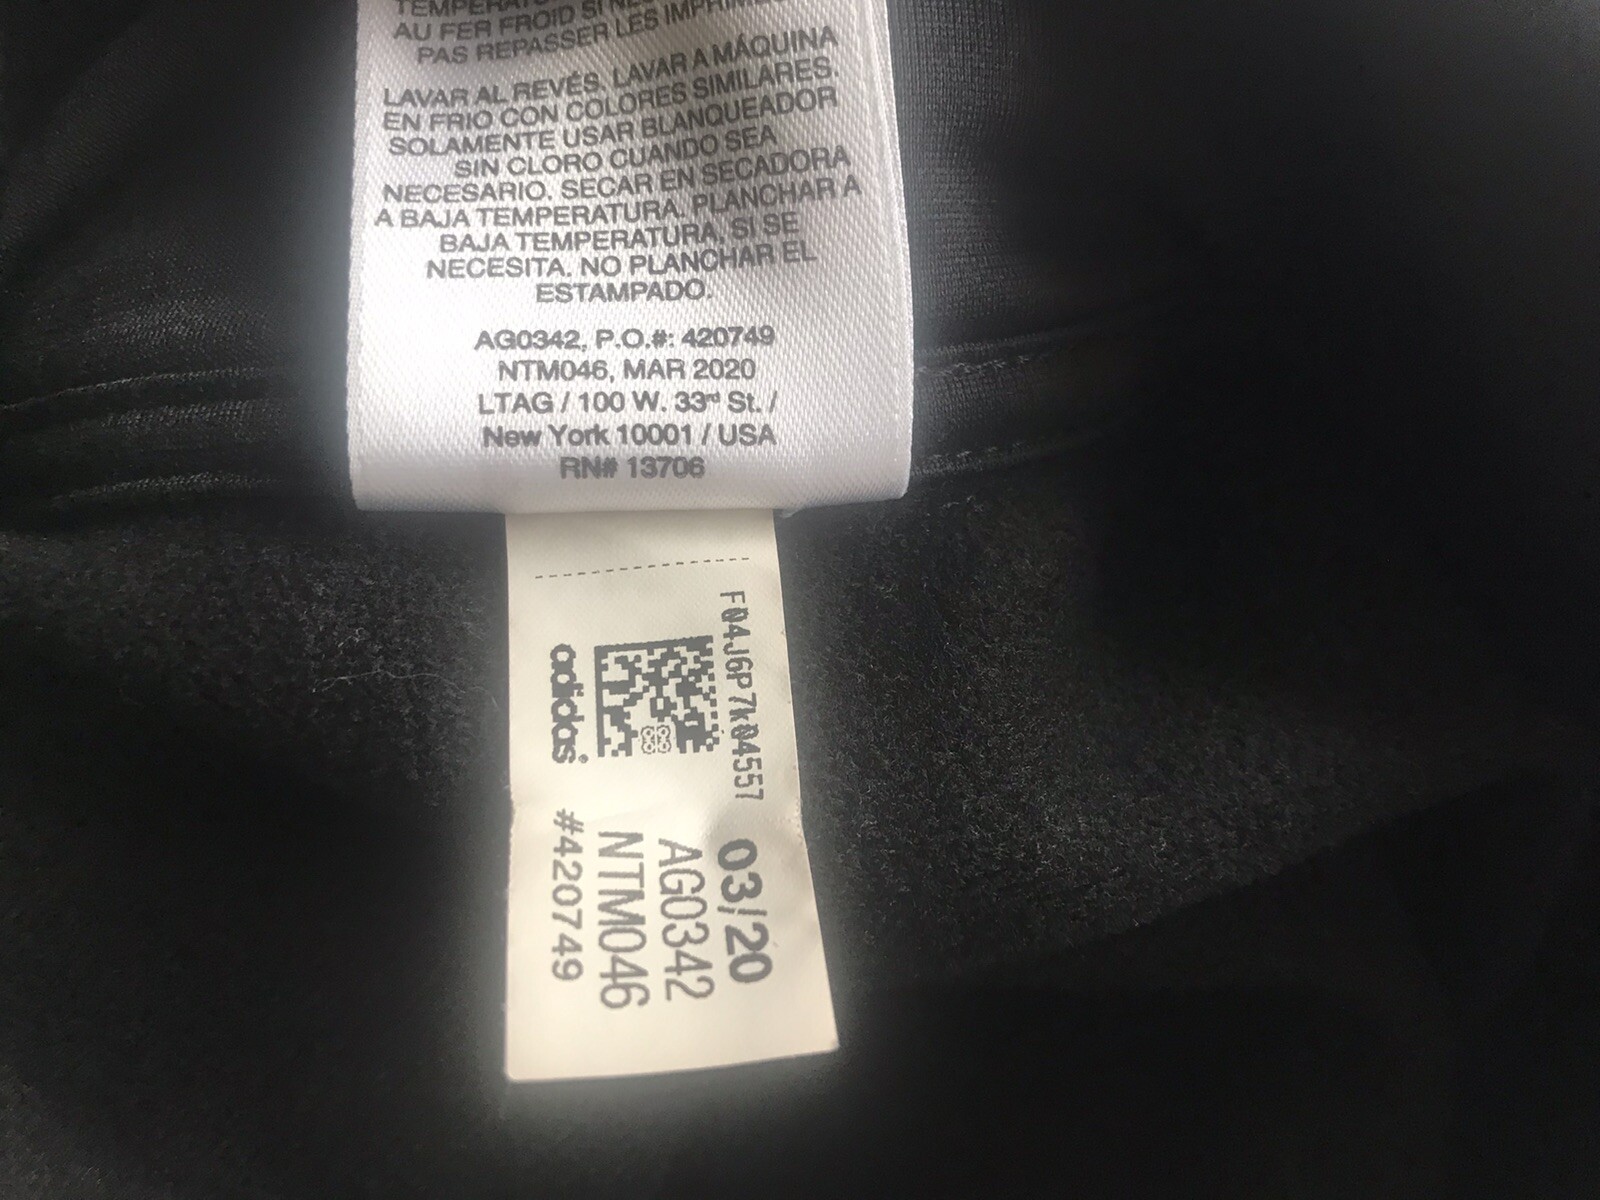 AU FER FROID SI
PAS REPASSER LES
LAVAR AL REVÉS. LAVAR A MÁQUINA
EN FRIO CON COLORES SIMILARES.
SOLAMENTE USAR BLANQUEADOR
SIN CLORO CUANDO SEA
NECESARIO. SECAR EN SECADORA
A BAJA TEMPERATURA. PLANCHAR A
BAJA TEMPERATURA, SI SE
NECESITA. NO PLANCHAR EL
ESTAMPADO.
AG0342, P.O.#: 420749
NTM046, MAR 2020
LTAG / 100 W. 33rd St. /
New York 10001 / USA
RN# 13706
03/20
AG0342
NTM046
adidas #420749